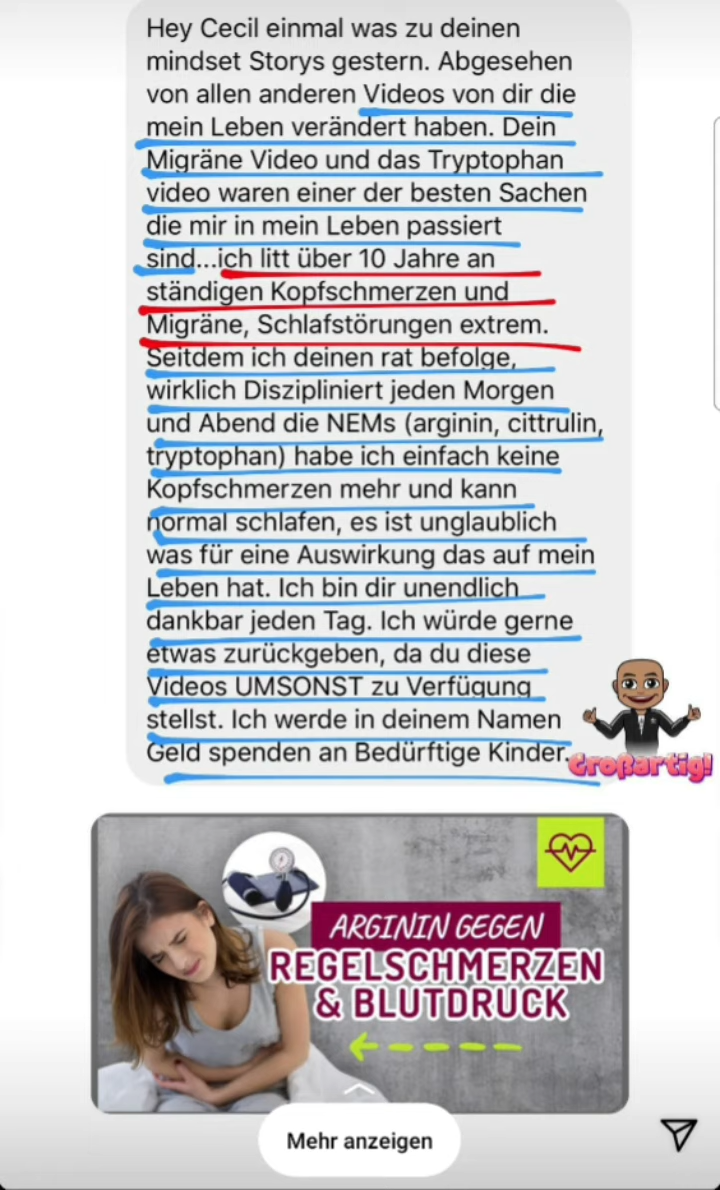 Hey Cecil einmal was zu deinen
mindset Storys gestern. Abgesehen
von allen anderen Videos von dir die
mein Leben verändert haben. Dein
Migräne Video und das Tryptophan
video waren einer der besten Sachen
die mir in mein Leben passiert
sind...ich litt über 10 Jahre an
ständigen Kopfschmerzen und
Migräne, Schlafstörungen extrem.
Seitdem ich deinen rat befolge,
wirklich Diszipliniert jeden Morgen
und Abend die NEMs (arginin, cittrulin,
tryptophan) habe ich einfach keine
Kopfschmerzen mehr und kann
normal schlafen, es ist unglaublich
was für eine Auswirkung das auf mein
Leben hat. Ich bin dir unendlich
dankbar jeden Tag. Ich würde gerne
etwas zurückgeben, da du diese
Videos UMSONST zu Verfügung
stellst. Ich werde in deinem Namen
Geld spenden an Bedürftige Kinder.
Großartig!
ARGININ GEGEN
REGELSCHMERZEN
& BLUTDRUCK
Mehr anzeigen